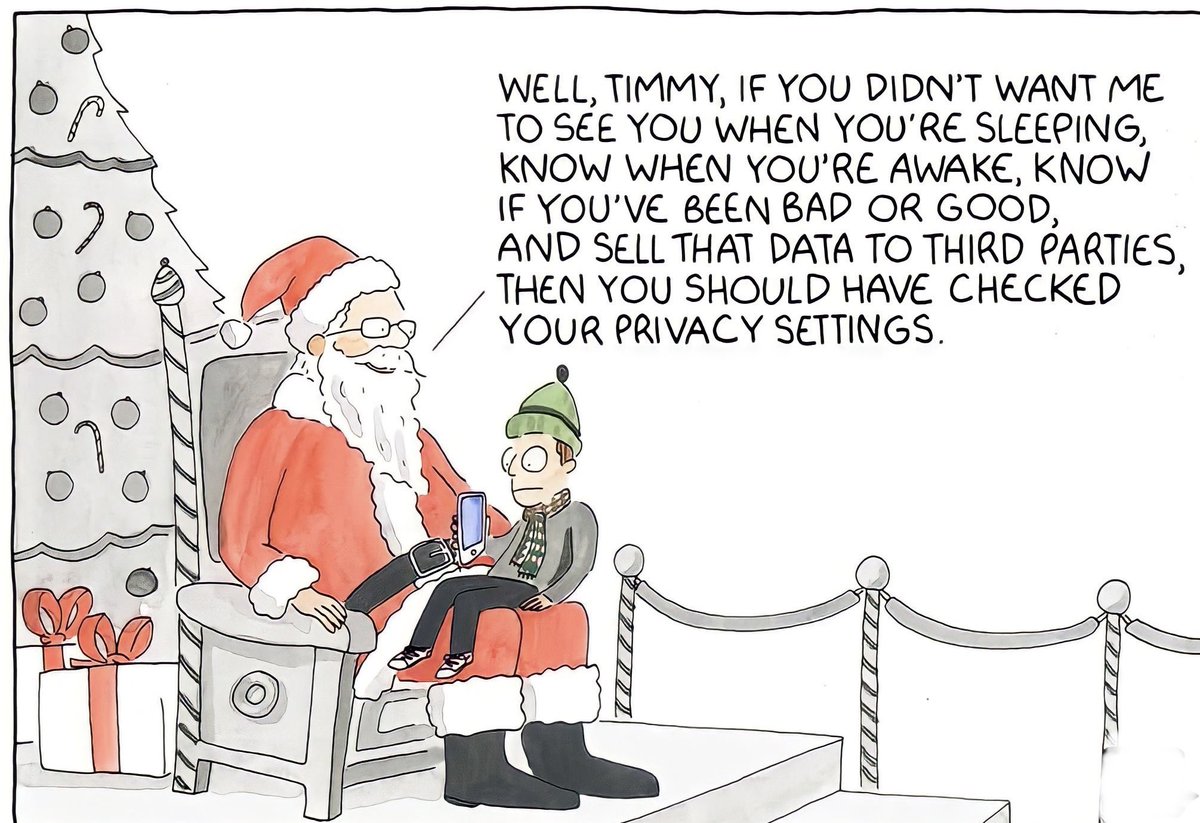 WELL, TIMMY, IF YOU DIDN'T WANT ME
TO SEE YOU WHEN YOU'RE SLEEPING,
KNOW WHEN YOU'RE AWAKE, KNOW
IF YOU'VE BEEN BAD OR GOOD,
AND SELL THAT DATA TO THIRD PARTIES,
THEN YOU SHOULD HAVE CHECKED
YOUR PRIVACY SETTINGS.